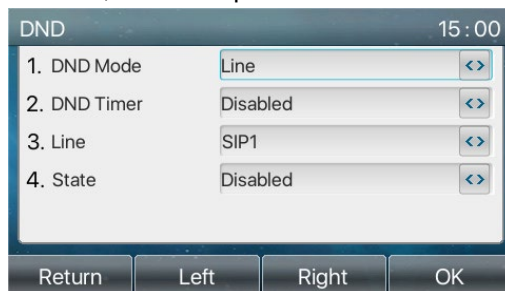 DND 15:00
1. DND Mode Line
2. DND Timer Disabled
3. Line SIP1
4. State Disabled
Return Left Right OK